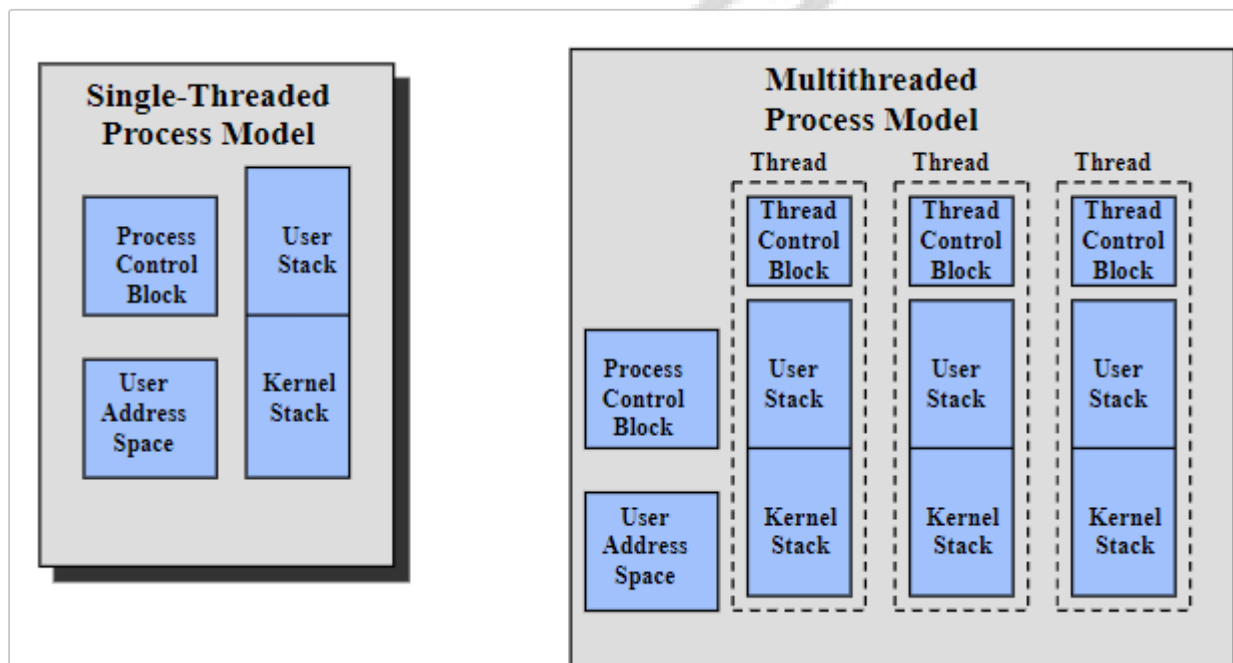 Single-Threaded
Process Model
Process
Control
Block
User
Stack
User
Address
Space
Kernel
Stack
Multithreaded
Process Model
Thread
Thread
Thread
Thread
Control
Block
Thread
Control
Block
Thread
Control
Block
Process
Control
Block
User
Stack
User
Stack
User
Stack
User
Address
Space
Kernel
Stack
Kernel
Stack
Kernel
Stack